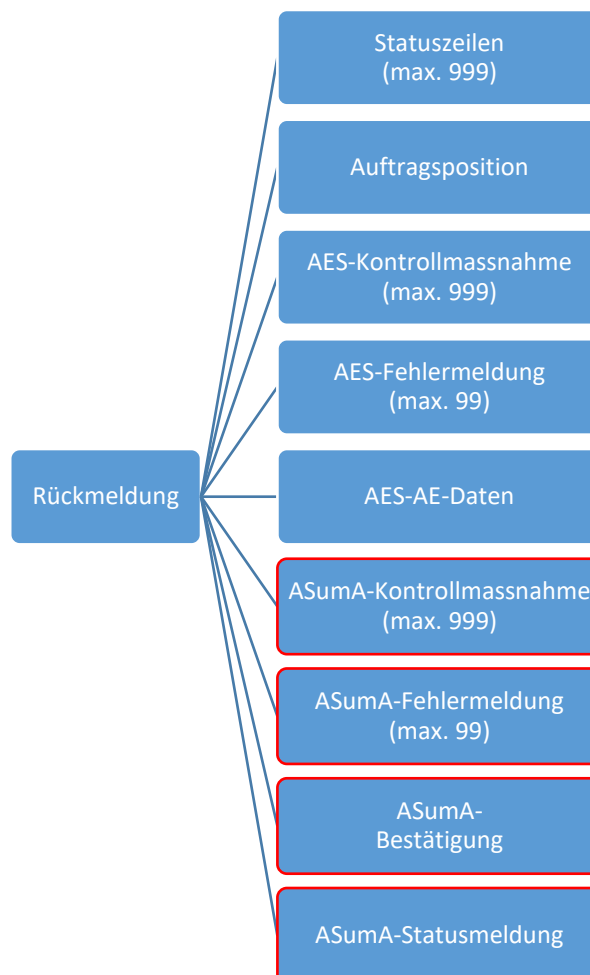 Statuszeilen
(max. 999)
Auftragsposition
AES-Kontrollmassnahme
(max. 999)
AES-Fehlermeldung
(max. 99)
Rückmeldung
AES-AE-Daten
ASumA-Kontrollmassnahme
(max. 999)
ASumA-Fehlermeldung
(max. 99)
ASumA-
Bestätigung
ASumA-Statusmeldung